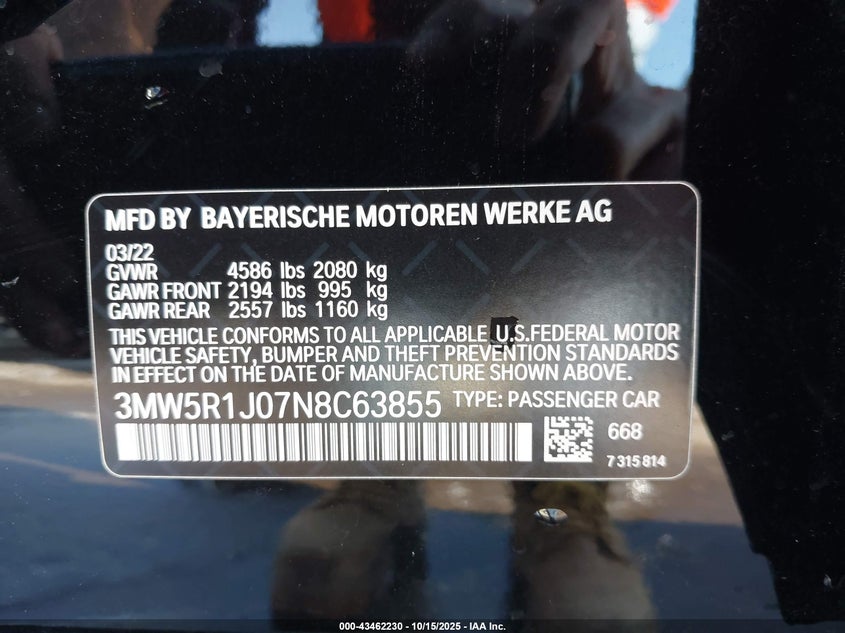 MFD BY BAYERISCHE MOTOREN WERKE AG
03/22
GVWR 4586 lbs 2080 kg
GAWR FRONT 2194 lbs 995 kg
GAWR REAR 2557 lbs 1160 kg
THIS VEHICLE CONFORMS TO ALL APPLICABLE U.S.FEDERAL MOTOR
VEHICLE SAFETY, BUMPER AND THEFT PREVENTION STANDARDS
IN EFFECT ON THE DATE OF MANUFACTURE SHOWN ABOVE.
3MW5R1J07N8C63855 TYPE: PASSENGER CAR
668
7 315 814
000-43462230 - 10/15/2025 - IAA Inc.